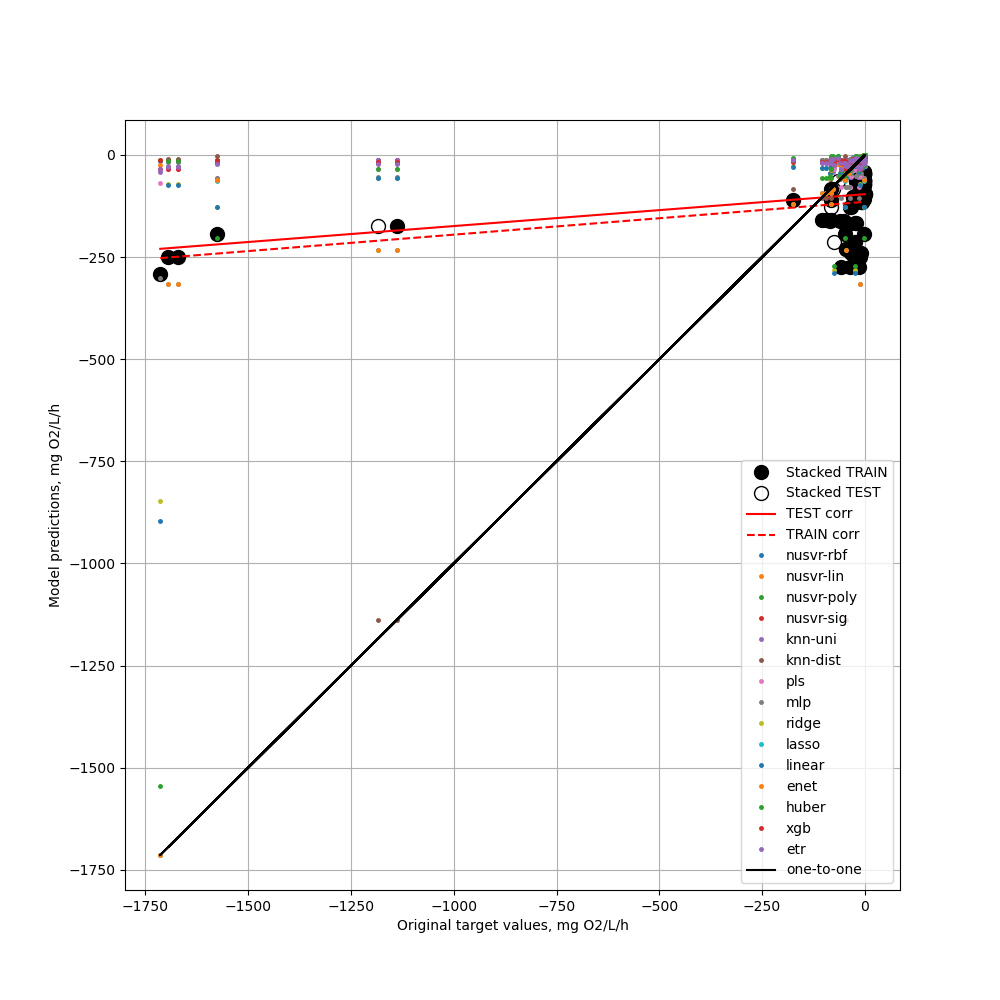 0
−250
−500
−750
−1000
−1250
−1500
−1750
Model predictions, mg O2/L/h
−1750
−1500
−1250
−1000
−750
−500
−250
0
Original target values, mg O2/L/h
Stacked TRAIN
Stacked TEST
TEST corr
TRAIN corr
nusvr-rbf
nusvr-lin
nusvr-poly
nusvr-sig
knn-uni
knn-dist
pls
mlp
ridge
lasso
linear
enet
huber
xgb
etr
one-to-one